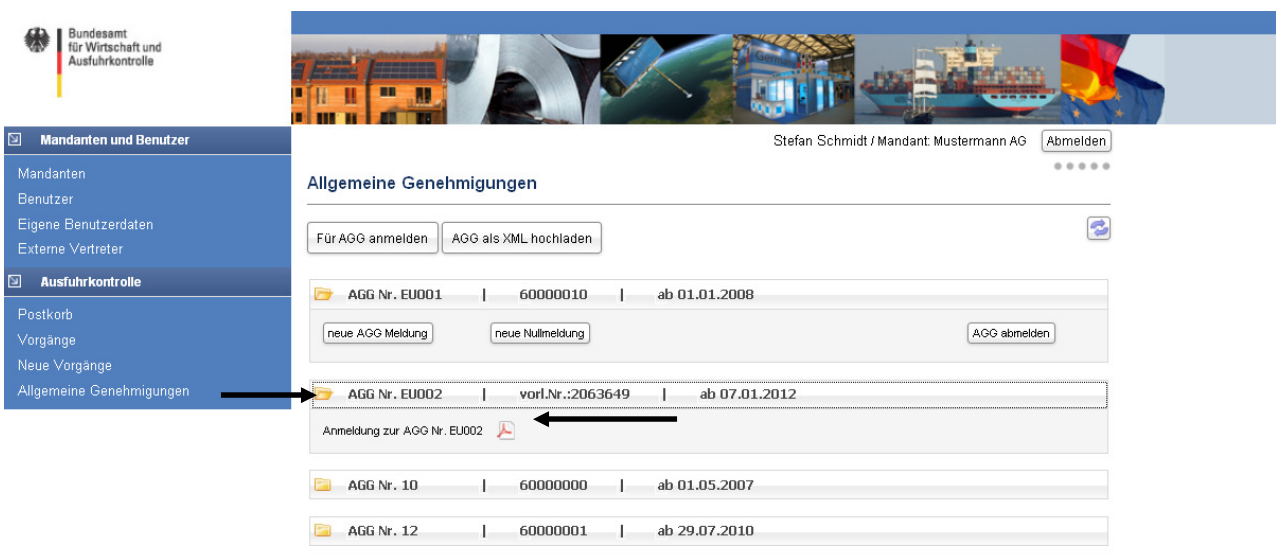 Bundesamt
für Wirtschaft und
Ausfuhrkontrolle
Mandanten und Benutzer
Mandanten
Benutzer
Eigene Benutzerdaten
Externe Vertreter
Ausfuhrkontrolle
Postkorb
Vorgänge
Neue Vorgänge
Allgemeine Genehmigungen
Stefan Schmidt / Mandant: Mustermann AG Abmelden
Allgemeine Genehmigungen
Für AGG anmelden AGG als XML hochladen
AGG Nr. EU001 | 60000010 | ab 01.01.2008
neue AGG Meldung neue Nullmeldung AGG abmelden
AGG Nr. EU002 | vorl.Nr.:2063649 | ab 07.01.2012
Anmeldung zur AGG Nr. EU002
AGG Nr. 10 | 60000000 | ab 01.05.2007
AGG Nr. 12 | 60000001 | ab 29.07.2010